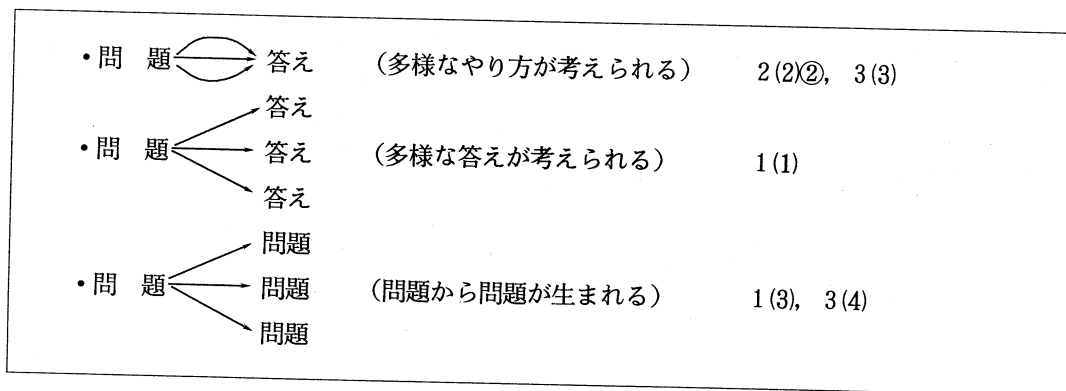 ・問 題 答え (多様なやり方が考えられる) 2(2)②, 3(3)
答え
・問 題 答え (多様な答えが考えられる) 1(1)
答え
問題
・問 題 問題 (問題から問題が生まれる) 1(3), 3(4)
問題